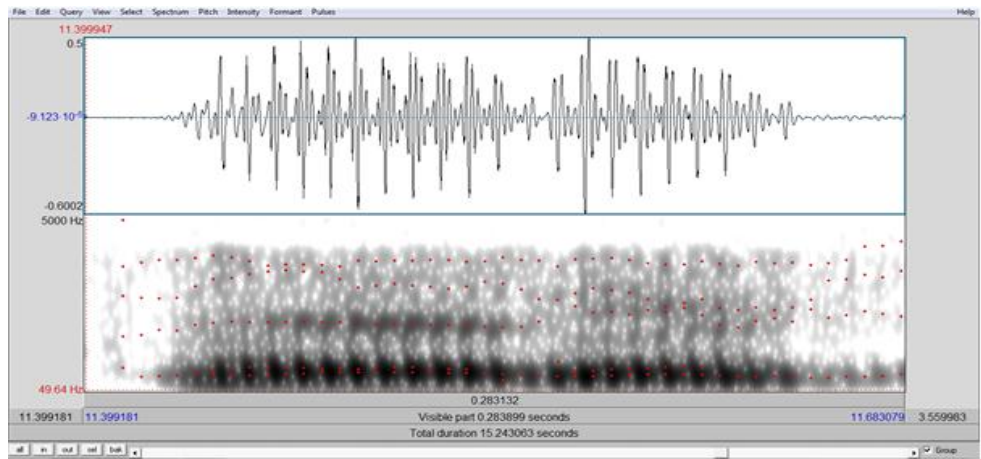 File Edit Query View Select Spectrum Pitch Intensity Formant Pulses Help
11.399947
0.5
-9.123·10⁻⁵
-0.6002
5000 Hz
49.64 Hz
0.283132
11.399181 11.399181 Visible part 0.283899 seconds 11.683079 3.559983
Total duration 15.243063 seconds
all in out sel bak Group